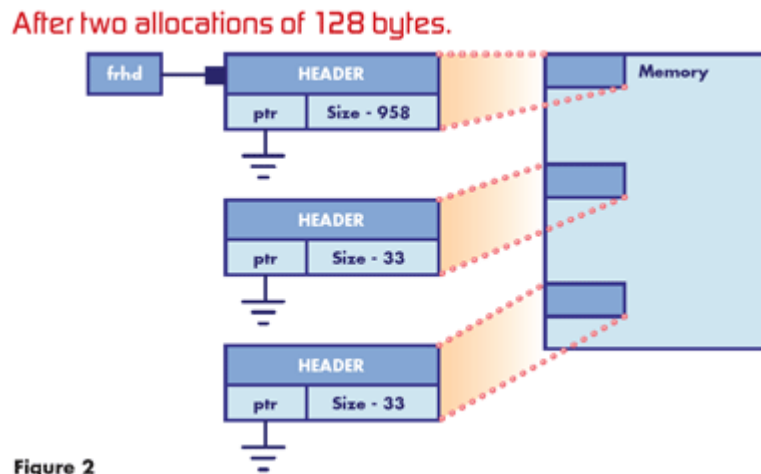 After two allocations of 128 bytes.
frhd
HEADER
Memory
ptr
Size - 958
HEADER
ptr
Size - 33
HEADER
ptr
Size - 33
Figure 2